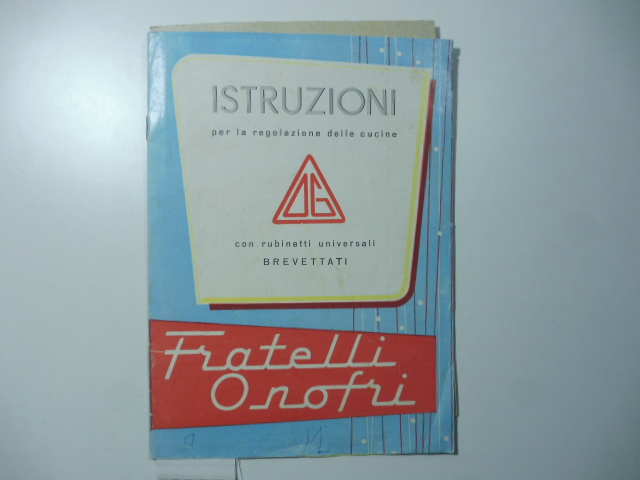 ISTRUZIONI
per la regolazione delle cucine
OG
con rubinetti universali
BREVETTATI
Fratelli
Onofri